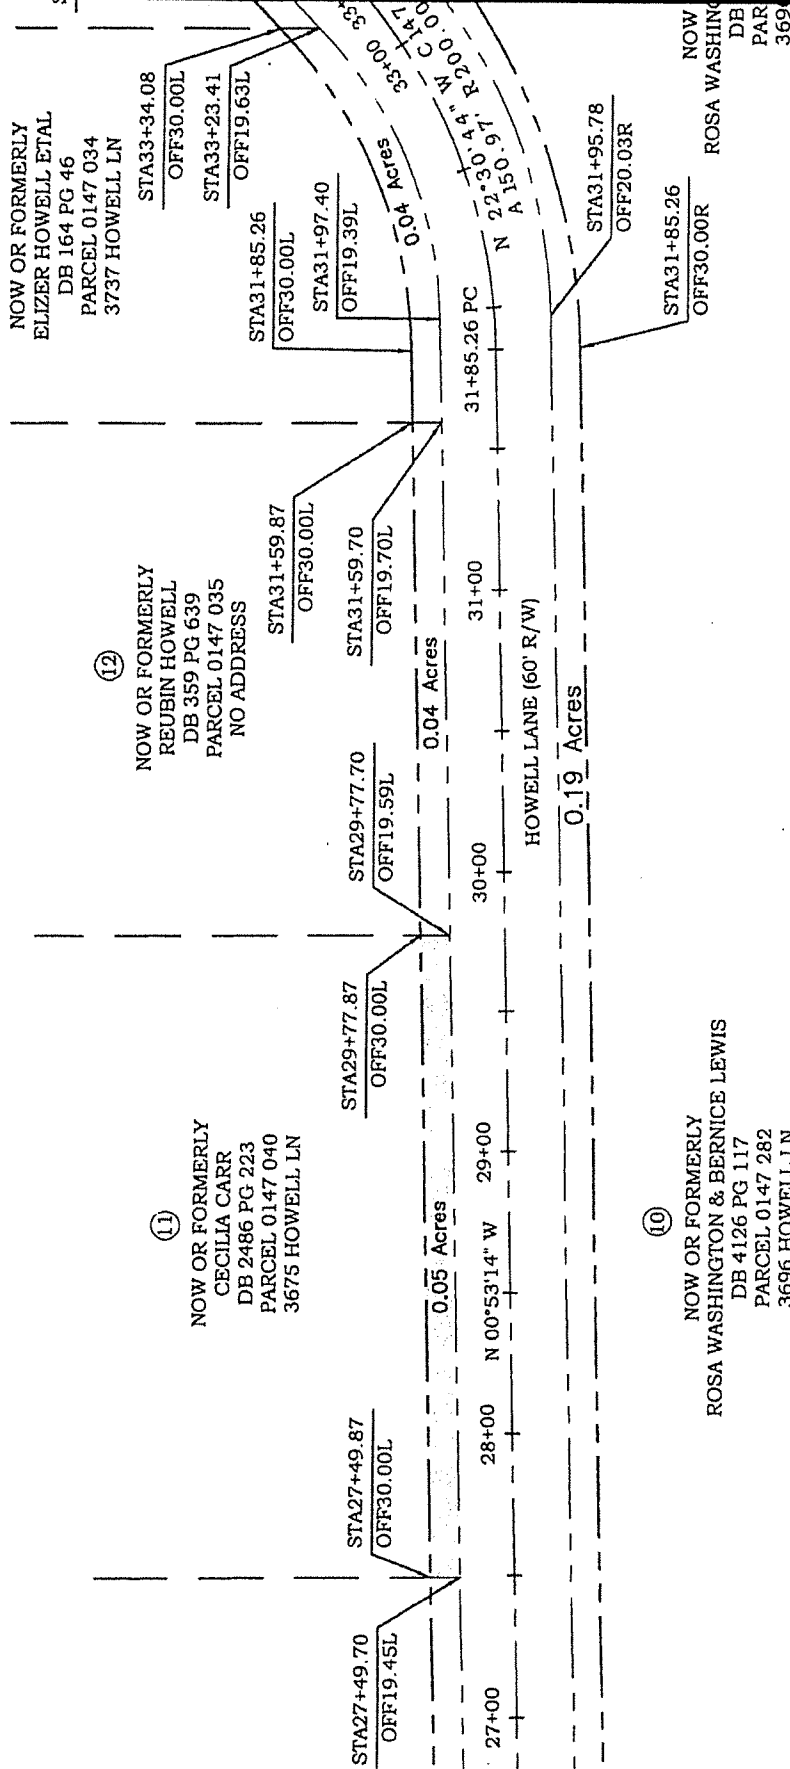 NOW OR FORMERLY
ELIZER HOWELL ETAL
DB 164 PG 46
PARCEL 0147 034
3737 HOWELL LN
STA33+34.08
OFF30.00L
STA33+23.41
OFF19.63L
STA31+85.26
OFF30.00L
STA31+97.40
OFF19.39L
0.04 Acres
33+00
N 22°30'44" W C 147
A 150.97' R 200.00
31+85.26 PC
STA31+95.78
OFF20.03R
STA31+85.26
OFF30.00R
NOW
ROSA WASHING
DB
PAR
369
12
NOW OR FORMERLY
REUBIN HOWELL
DB 359 PG 639
PARCEL 0147 035
NO ADDRESS
STA31+59.87
OFF30.00L
STA31+59.70
OFF19.70L
STA29+77.70
OFF19.59L
STA29+77.87
OFF30.00L
0.04 Acres
31+00
30+00
HOWELL LANE (60' R/W)
0.19 Acres
11
NOW OR FORMERLY
CECILIA CARR
DB 2486 PG 223
PARCEL 0147 040
3675 HOWELL LN
0.05 Acres
29+00
N 00°53'14" W
28+00
STA27+49.87
OFF30.00L
STA27+49.70
OFF19.45L
27+00
10
NOW OR FORMERLY
ROSA WASHINGTON & BERNICE LEWIS
DB 4126 PG 117
PARCEL 0147 282
3696 HOWELL LN